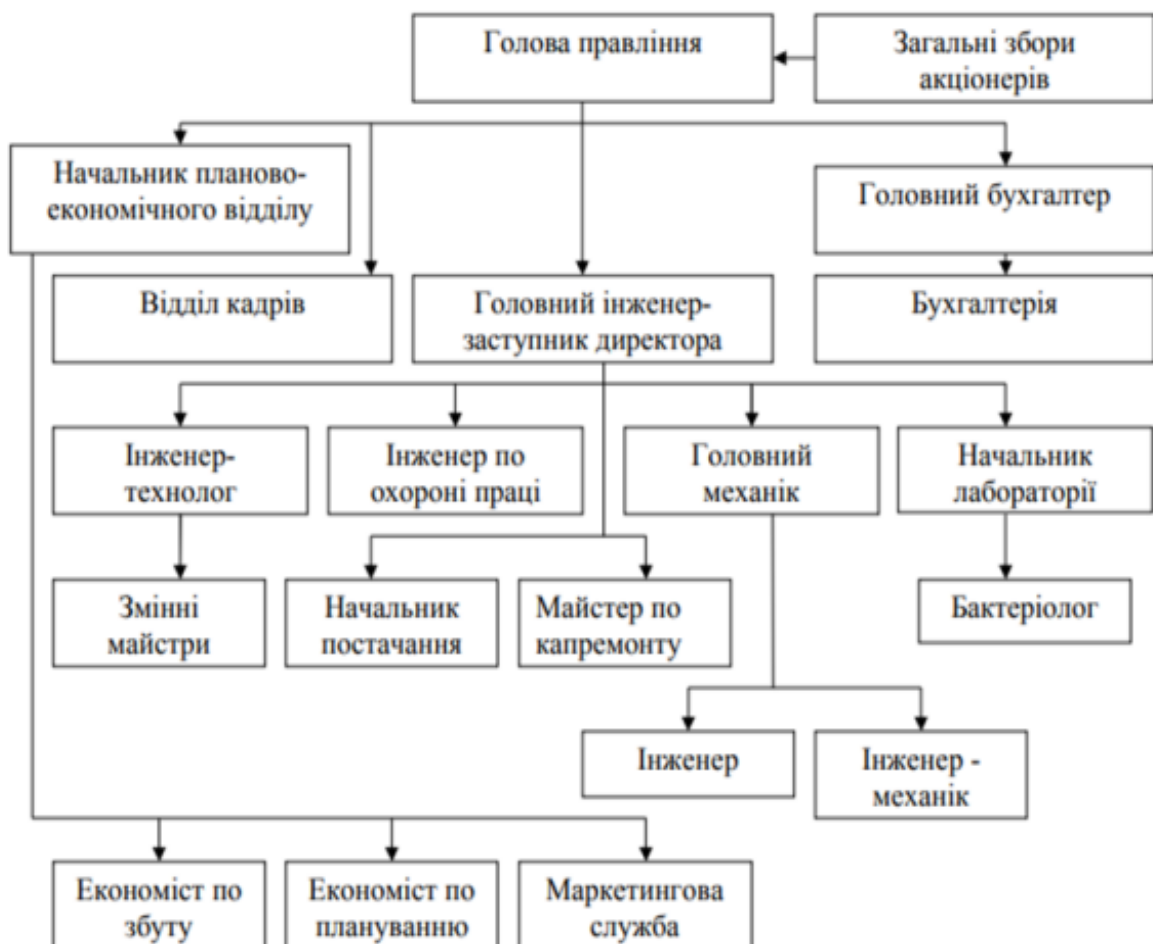 Голова правління
Загальні збори
акціонерів
Начальник планово-
економічного відділу
Головний бухгалтер
Відділ кадрів
Головний інженер-
заступник директора
Бухгалтерія
Інженер-
технолог
Інженер по
охороні праці
Головний
механік
Начальник
лабораторії
Змінні
майстри
Начальник
постачання
Майстер по
капремонту
Бактеріолог
Інженер
Інженер -
механік
Економіст по
збуту
Економіст по
плануванню
Маркетингова
служба